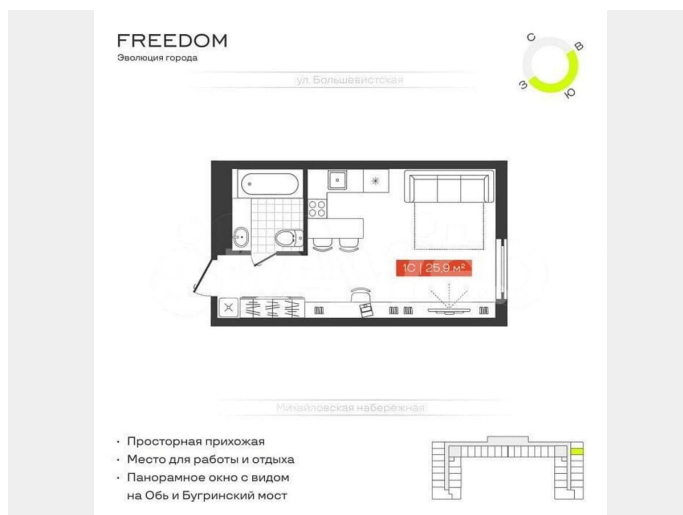 FREEDOM
Эволюция города
ул. Большевистская
С
В
З
Ю
1С | 25.9 м²
Михайловская набережная
· Просторная прихожая
· Место для работы и отдыха
· Панорамное окно с видом
на Обь и Бугринский мост